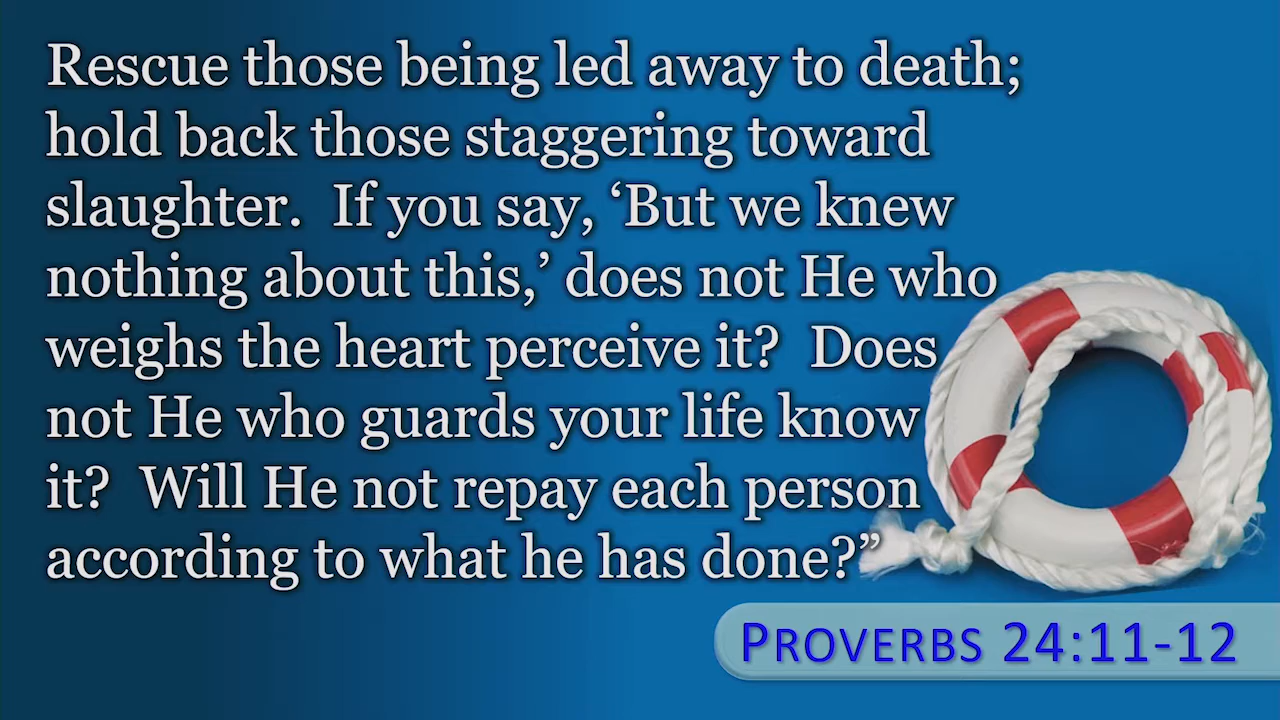 Rescue those being led away to death;
hold back those staggering toward
slaughter.  If you say, ‘But we knew
nothing about this,’ does not He who
weighs the heart perceive it?  Does
not He who guards your life know
it?  Will He not repay each person
according to what he has done?”
PROVERBS 24:11-12